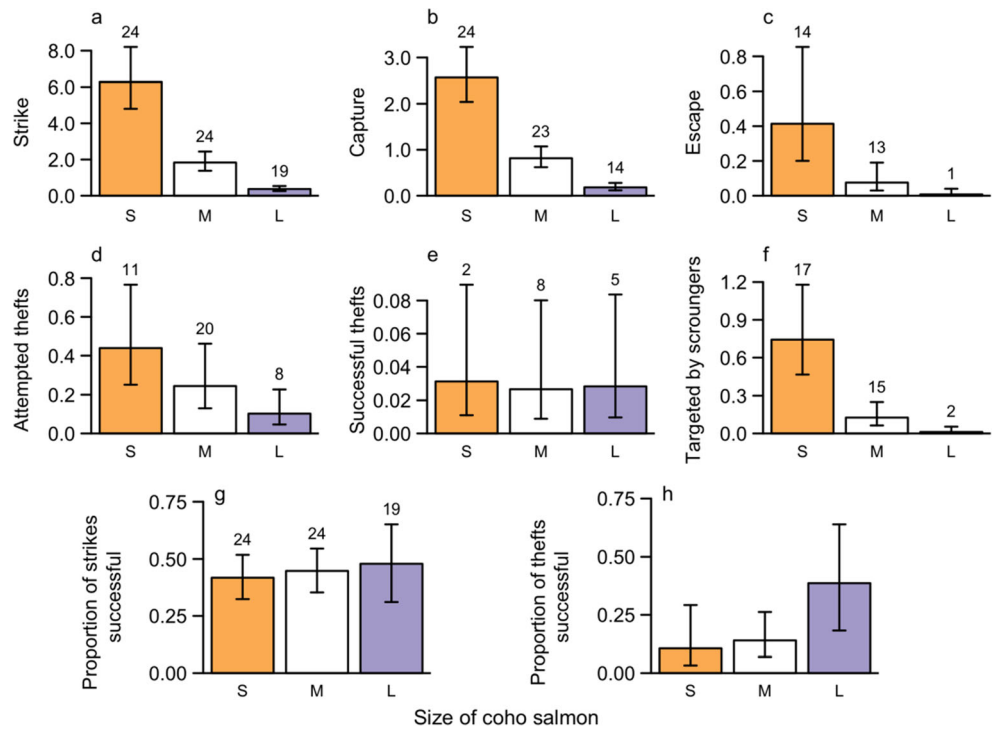 a
24
8.0
6.0
4.0
2.0
0.0
24
19
Strike
S M L
b
24
3.0
2.0
1.0
0.0
23
14
Capture
S M L
c
14
0.8
0.6
0.4
0.2
0.0
13
1
Escape
S M L
d
11
0.8
0.6
0.4
0.2
0.0
20
8
Attempted thefts
S M L
e
2
8
5
0.08
0.06
0.04
0.02
0.00
Successful thefts
S M L
f
17
1.2
0.9
0.6
0.3
0.0
15
2
Targeted by scroungers
S M L
g
0.75
0.50
0.25
0.00
24
24
19
Proportion of strikes
successful
S M L
h
0.75
0.50
0.25
0.00
Proportion of thefts
successful
S M L
Size of coho salmon